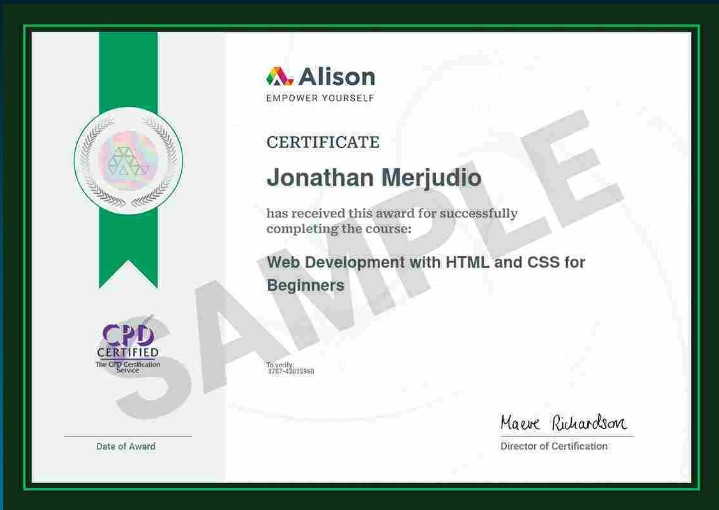 Alison
EMPOWER YOURSELF
CERTIFICATE
Jonathan Merjudio
has received this award for successfully
completing the course:
Web Development with HTML and CSS for
Beginners
SAMPLE
CPD
CERTIFIED
The CPD Certification
Service
To verify:
Maeve Richardson
Date of Award
Director of Certification